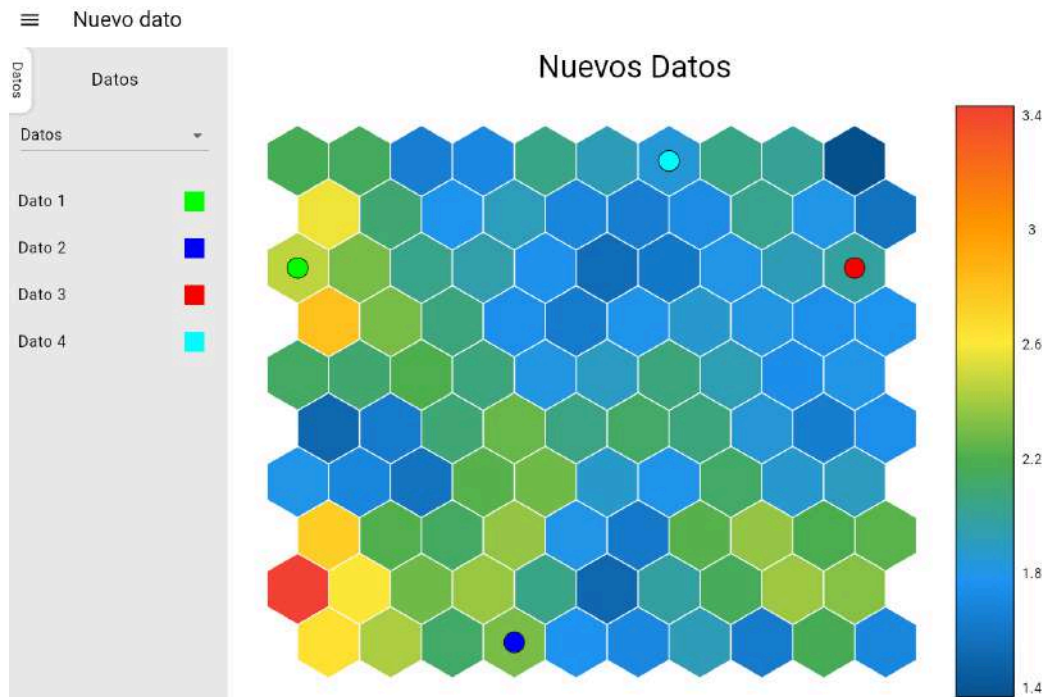 Nuevo dato
Datos
Datos
Datos
Dato 1
Dato 2
Dato 3
Dato 4
Nuevos Datos
3.4
3
2.6
2.2
1.8
1.4